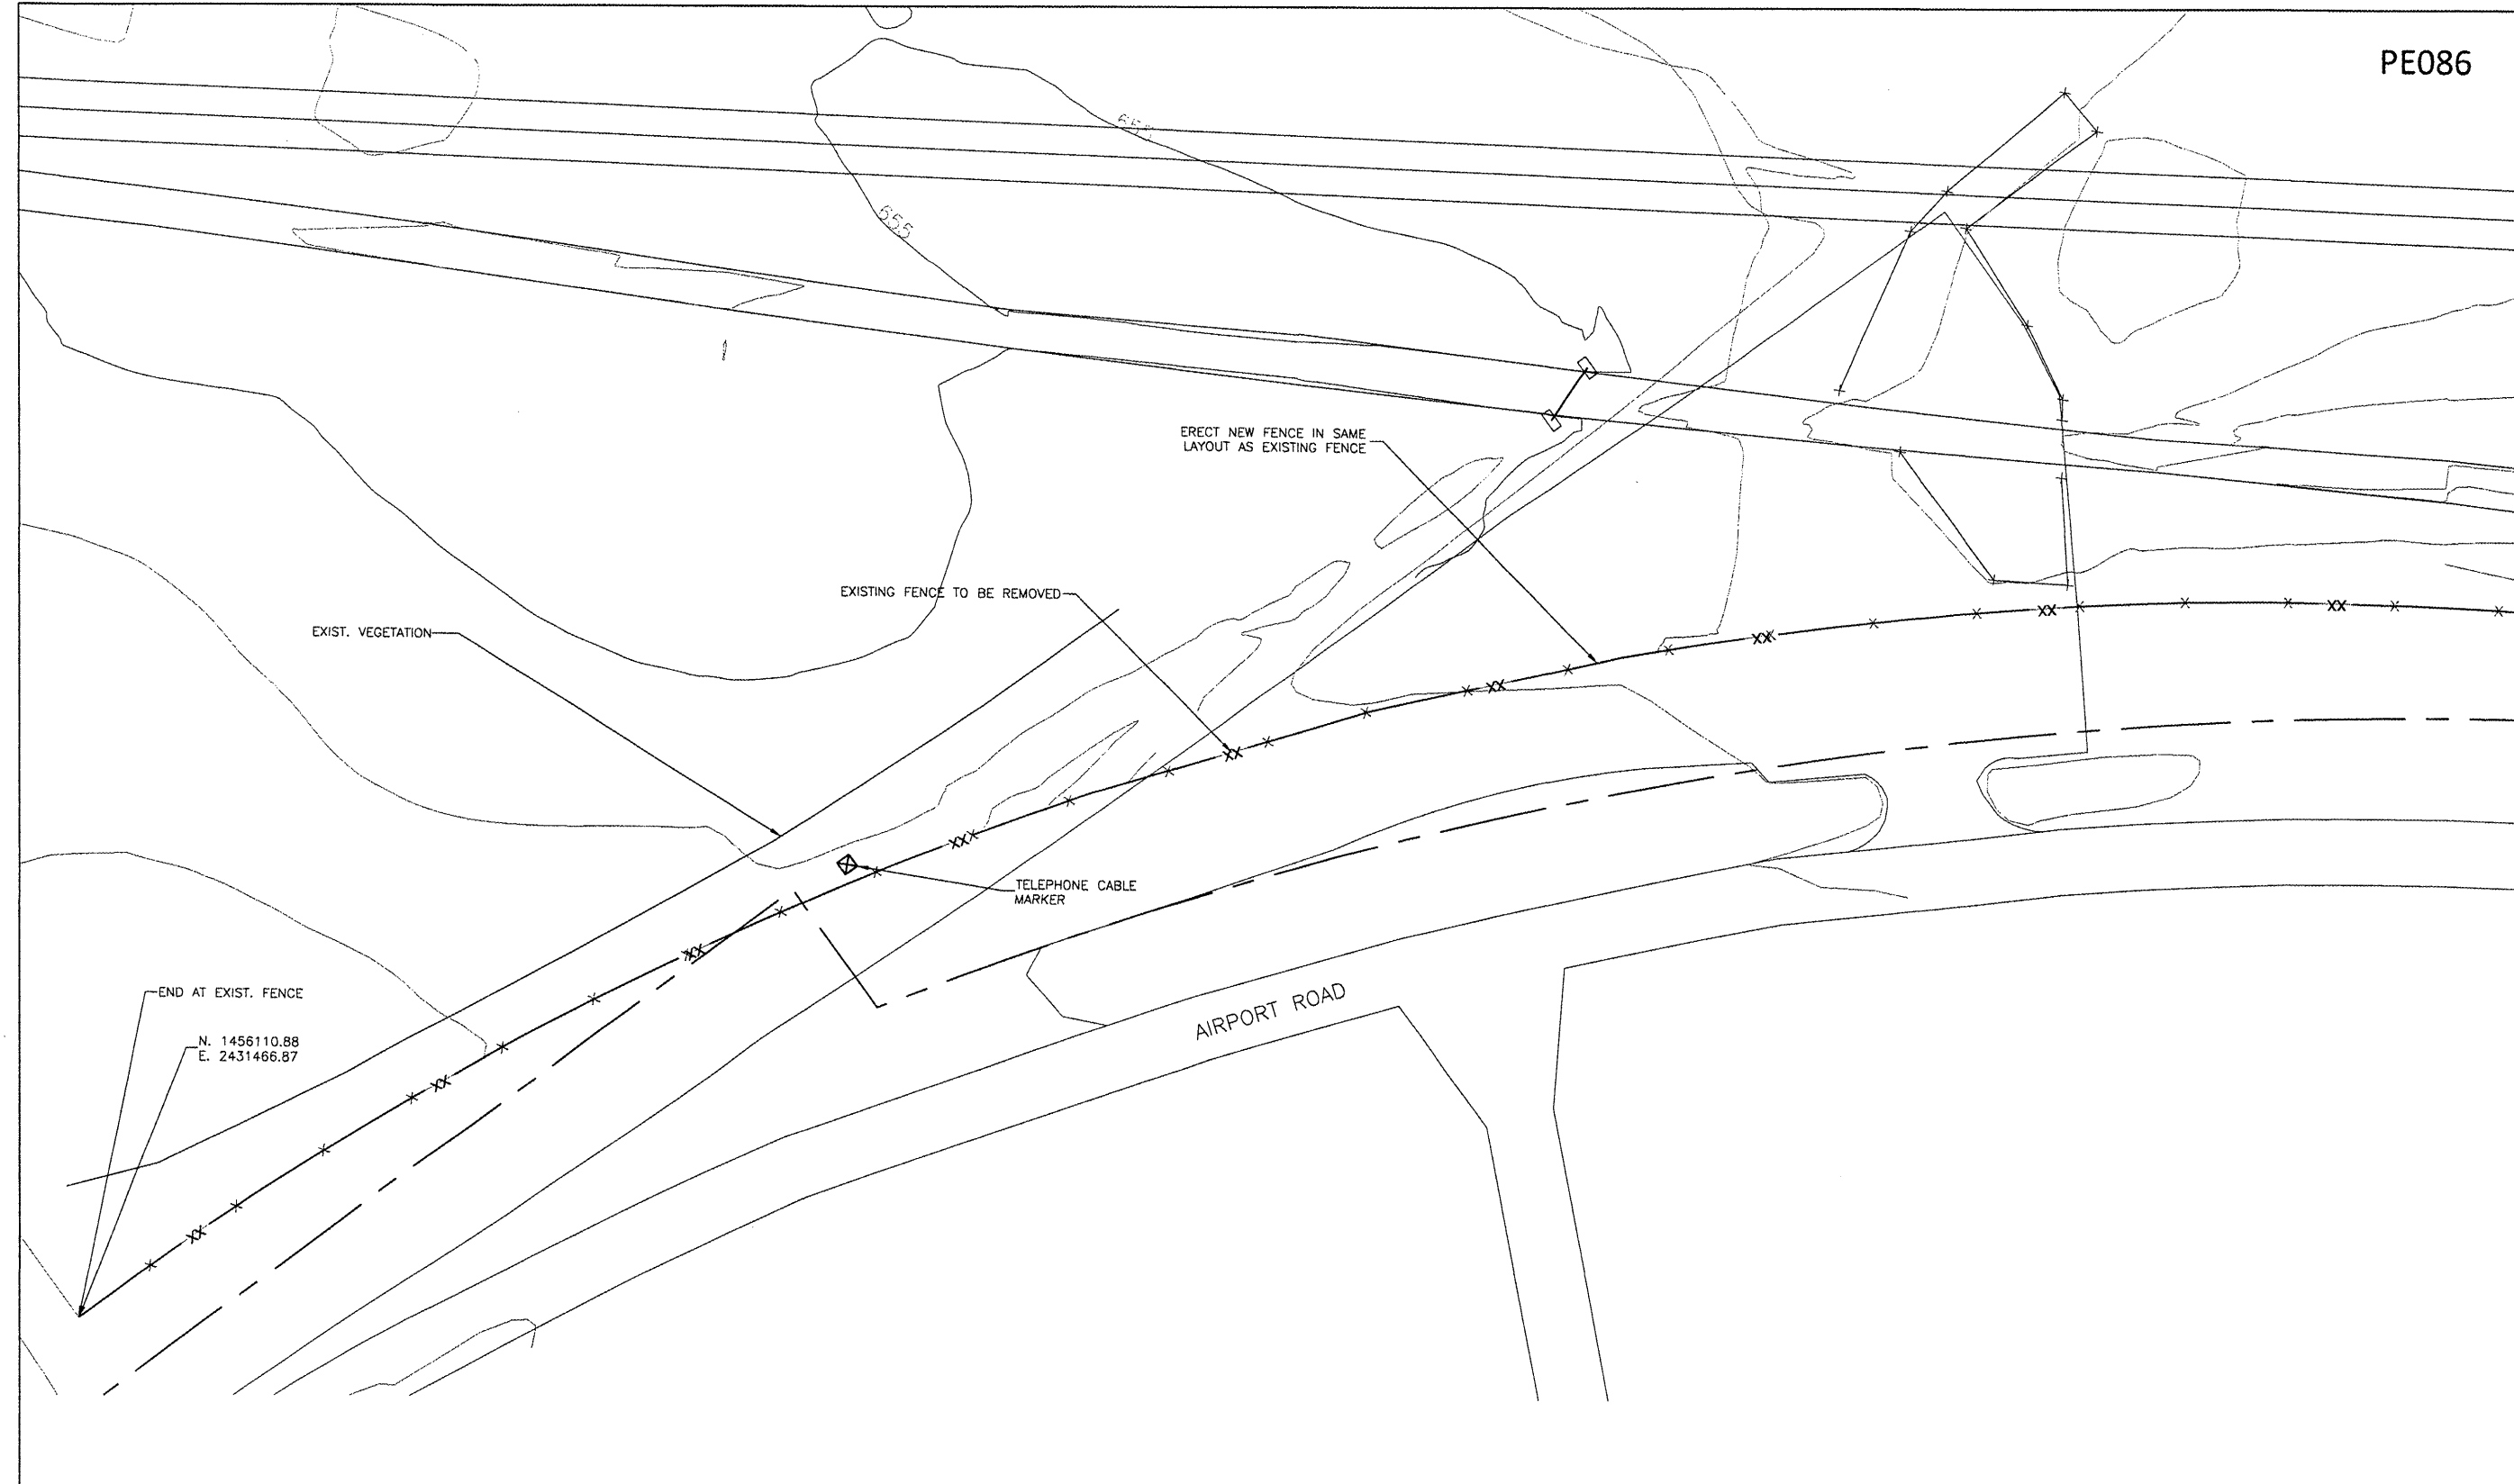 PE086
655
ERECT NEW FENCE IN SAME
LAYOUT AS EXISTING FENCE
EXISTING FENCE TO BE REMOVED
EXIST. VEGETATION
TELEPHONE CABLE
MARKER
END AT EXIST. FENCE
N. 1456110.88
E. 2431466.87
AIRPORT ROAD